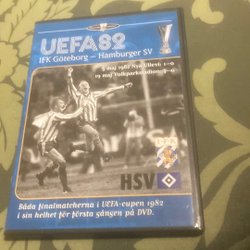 UEFA82
IFK Göteborg – Hamburger SV
5 maj 1982 Nya Ullevi: 1-0
19 maj Volksparkstadion: 3-0
HSV
Båda finalmatcherna i UEFA-cupen 1982
i sin helhet för första gången på DVD.